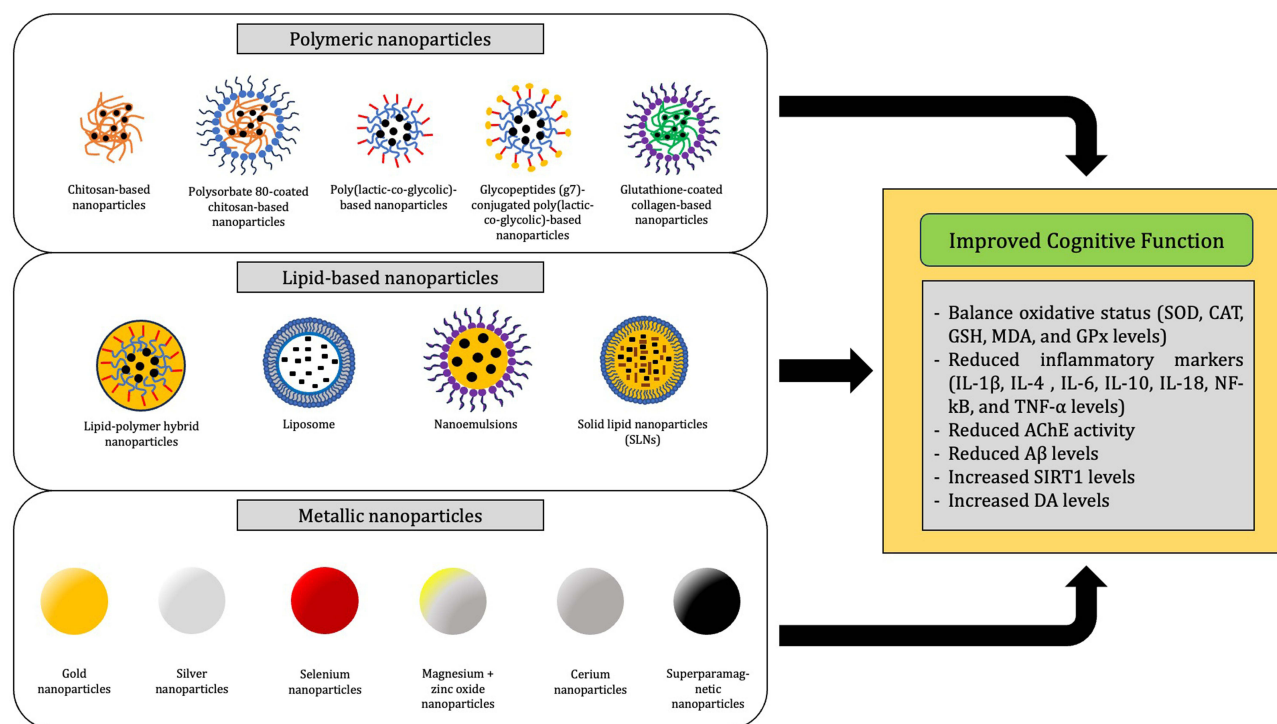 Polymeric nanoparticles
Chitosan-based
nanoparticles
Polysorbate 80-coated
chitosan-based
nanoparticles
Poly(lactic-co-glycolic)-
based nanoparticles
Glycopeptides (g7)-
conjugated poly(lactic-
co-glycolic)-based
nanoparticles
Glutathione-coated
collagen-based
nanoparticles
Lipid-based nanoparticles
Lipid-polymer hybrid
nanoparticles
Liposome
Nanoemulsions
Solid lipid nanoparticles
(SLNs)
Metallic nanoparticles
Gold
nanoparticles
Silver
nanoparticles
Selenium
nanoparticles
Magnesium +
zinc oxide
nanoparticles
Cerium
nanoparticles
Superparamag-
netic
nanoparticles
Improved Cognitive Function
- Balance oxidative status (SOD, CAT,
GSH, MDA, and GPx levels)
- Reduced inflammatory markers
(IL-1β, IL-4 , IL-6, IL-10, IL-18, NF-
kB, and TNF-α levels)
- Reduced AChE activity
- Reduced Aβ levels
- Increased SIRT1 levels
- Increased DA levels